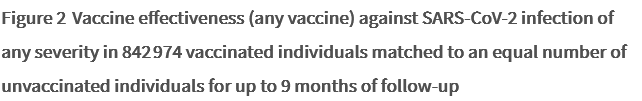 Figure 2 Vaccine effectiveness (any vaccine) against SARS-CoV-2 infection of
any severity in 842 974 vaccinated individuals matched to an equal number of
unvaccinated individuals for up to 9 months of follow-up